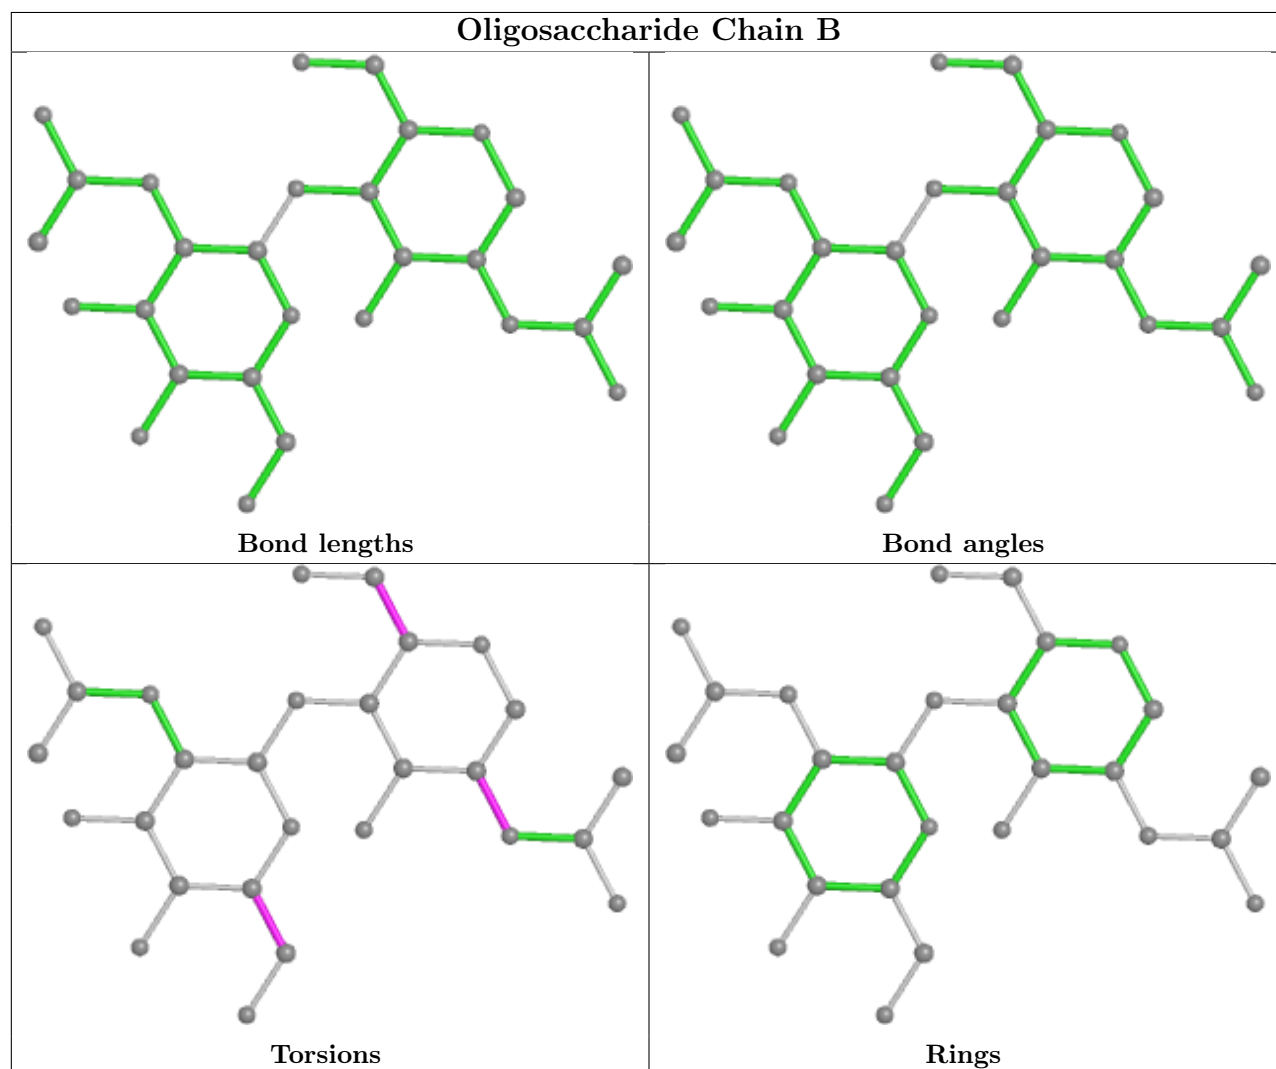 Oligosaccharide Chain B
Bond lengths
Bond angles
Torsions
Rings